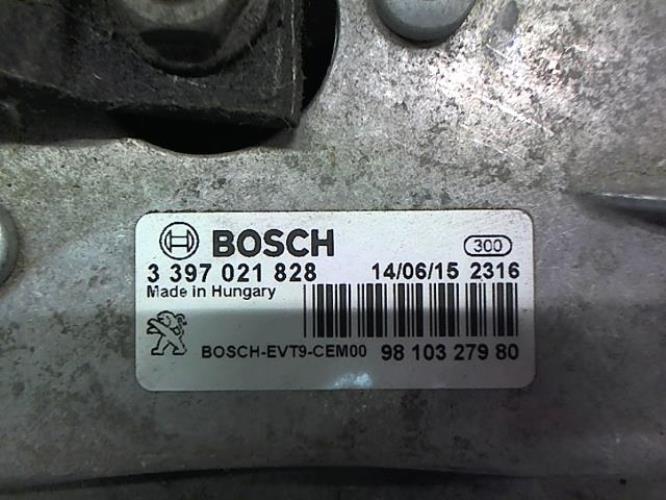 BOSCH 300
3 397 021 828 14/06/15 2316
Made in Hungary
BOSCH-EVT9-CEM00 98 103 279 80